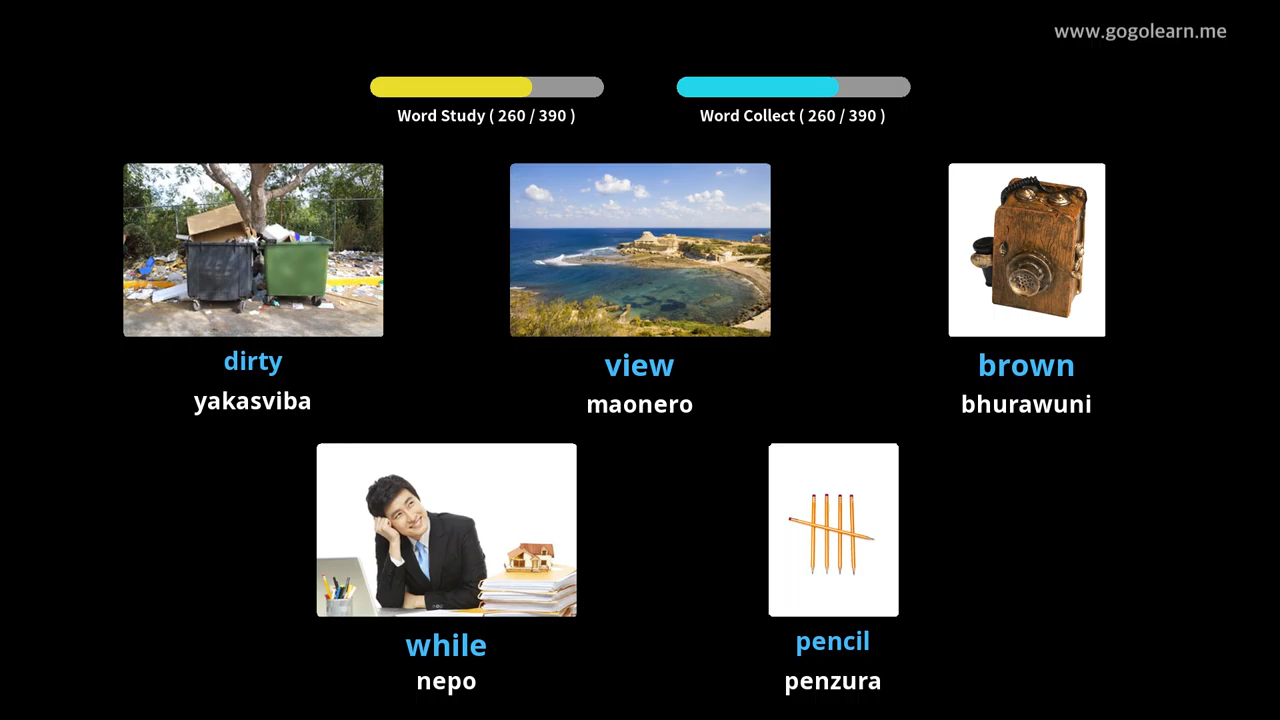 www.gogolearn.me
Word Study ( 260 / 390 )
Word Collect ( 260 / 390 )
dirty
yakasviba
view
maonero
brown
bhurawuni
while
nepo
pencil
penzura